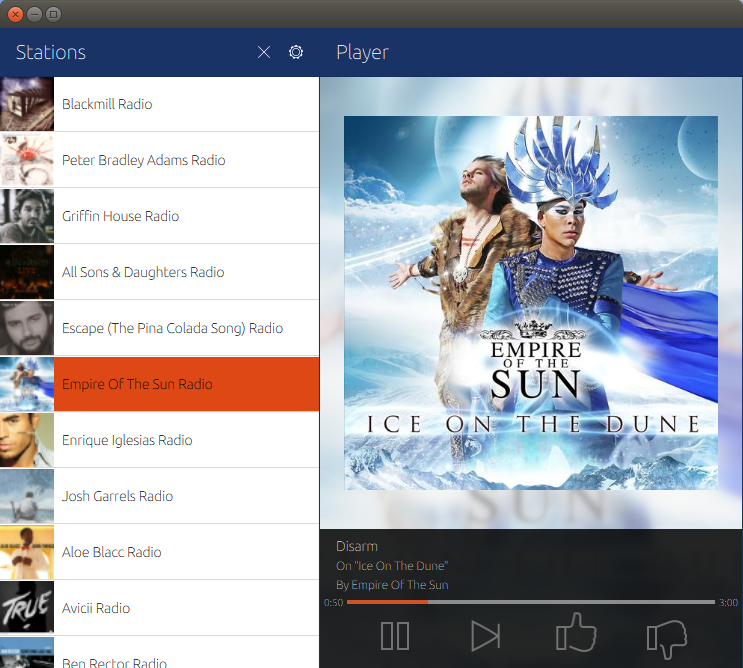 Stations
Player
Blackmill Radio
Peter Bradley Adams Radio
Griffin House Radio
All Sons & Daughters Radio
Escape (The Pina Colada Song) Radio
Empire Of The Sun Radio
Enrique Iglesias Radio
Josh Garrels Radio
Aloe Blacc Radio
TRUE
Avicii Radio
Ben Rector Radio
EMPIRE
OF THE
SUN
ICE ON THE DUNE
Disarm
On "Ice On The Dune"
By Empire Of The Sun
0:50
3:00